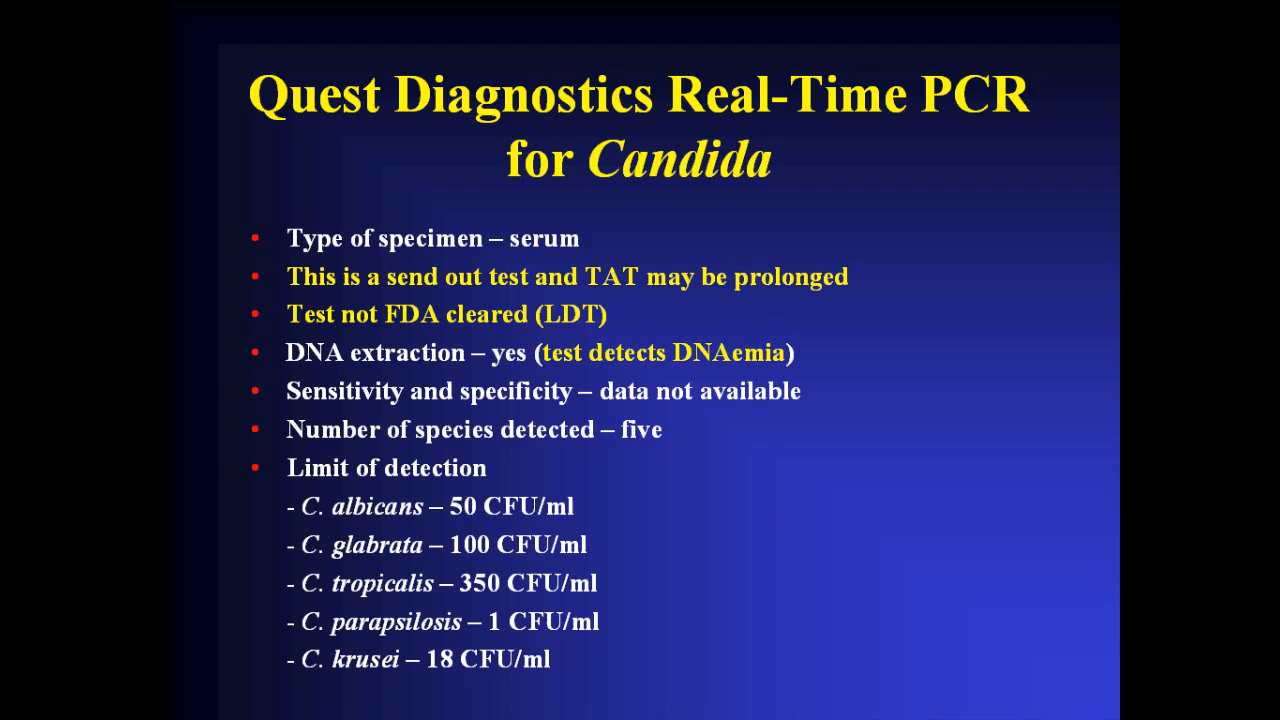 Quest Diagnostics Real-Time PCR
for Candida
• Type of specimen – serum
• This is a send out test and TAT may be prolonged
• Test not FDA cleared (LDT)
• DNA extraction – yes (test detects DNAemia)
• Sensitivity and specificity – data not available
• Number of species detected – five
• Limit of detection
- C. albicans – 50 CFU/ml
- C. glabrata – 100 CFU/ml
- C. tropicalis – 350 CFU/ml
- C. parapsilosis – 1 CFU/ml
- C. krusei – 18 CFU/ml